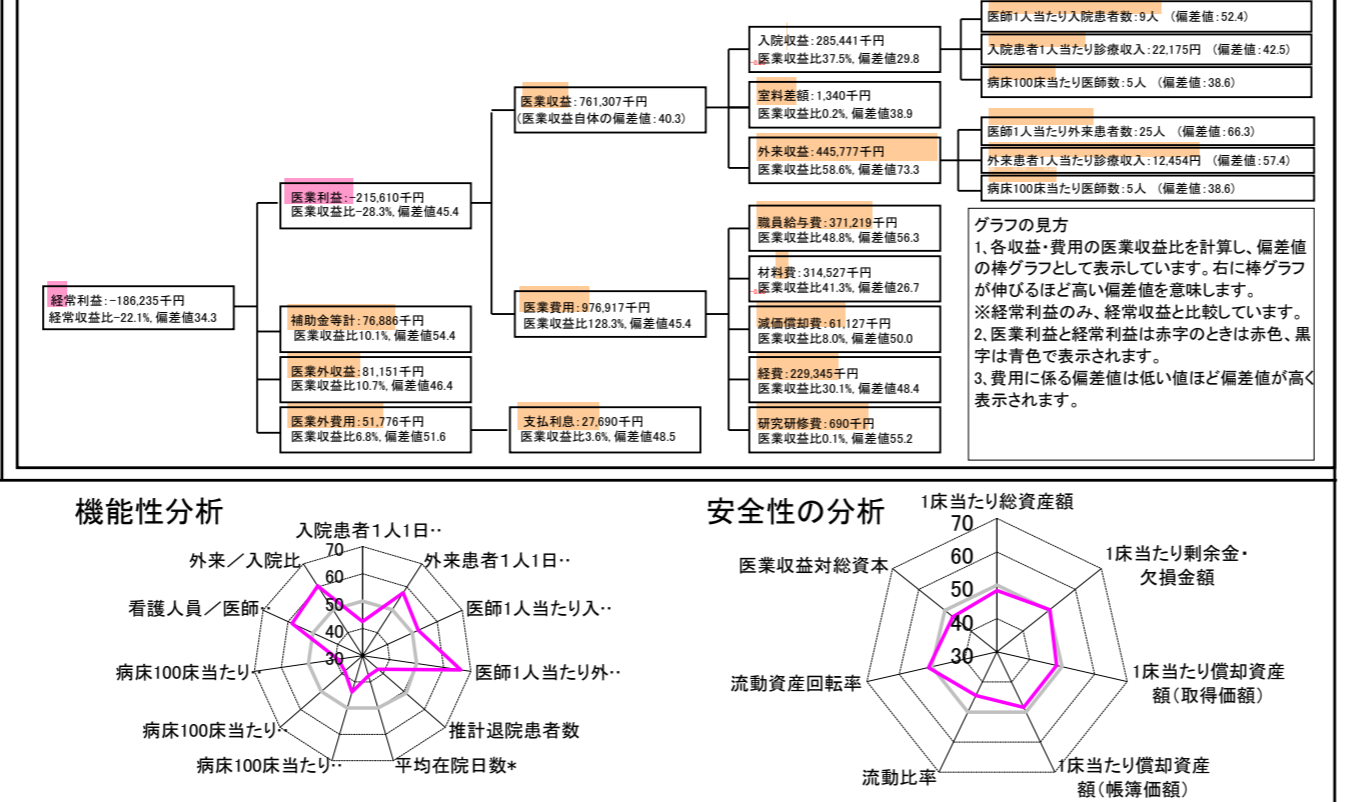 医師1人当たり入院患者数:9人 (偏差値:52.4)
入院収益:285,441千円
医業収益比37.5%, 偏差値29.8
入院患者1人当たり診療収入:22,175円 (偏差値:42.5)
病床100床当たり医師数:5人 (偏差値:38.6)
医業収益:761,307千円
(医業収益自体の偏差値:40.3)
室料差額:1,340千円
医業収益比0.2%, 偏差値38.9
医師1人当たり外来患者数:25人 (偏差値:66.3)
外来収益:445,777千円
医業収益比58.6%, 偏差値73.3
外来患者1人当たり診療収入:12,454円 (偏差値:57.4)
病床100床当たり医師数:5人 (偏差値:38.6)
医業利益:-215,610千円
医業収益比-28.3%, 偏差値45.4
職員給与費:371,219千円
医業収益比48.8%, 偏差値56.3
材料費:314,527千円
医業収益比41.3%, 偏差値26.7
経常利益:-186,235千円
経常収益比-22.1%, 偏差値34.3
医業費用:976,917千円
医業収益比128.3%, 偏差値45.4
補助金等計:76,886千円
医業収益比10.1%, 偏差値54.4
減価償却費:61,127千円
医業収益比8.0%, 偏差値50.0
医業外収益:81,151千円
医業収益比10.7%, 偏差値46.4
経費:229,345千円
医業収益比30.1%, 偏差値48.4
医業外費用:51,776千円
医業収益比6.8%, 偏差値51.6
支払利息:27,690千円
医業収益比3.6%, 偏差値48.5
研究研修費:690千円
医業収益比0.1%, 偏差値55.2
グラフの見方
1、各収益・費用の医業収益比を計算し、偏差値
の棒グラフとして表示しています。右に棒グラフ
が伸びるほど高い偏差値を意味します。
※経常利益のみ、経常収益と比較しています。
2、医業利益と経常利益は赤字のときは赤色、黒
字は青色で表示されます。
3、費用に係る偏差値は低い値ほど偏差値が高く
表示されます。
機能性分析
入院患者1人1日‥
外来患者1人1日‥
医師1人当たり入‥
医師1人当たり外‥
推計退院患者数
平均在院日数*
病床100床当たり‥
病床100床当たり‥
病床100床当たり‥
看護人員/医師‥
外来/入院比
70
60
50
40
30
安全性の分析
1床当たり総資産額
1床当たり剰余金・
欠損金額
1床当たり償却資産
額(取得価額)
1床当たり償却資産
額(帳簿価額)
流動比率
流動資産回転率
医業収益対総資本
70
60
50
40
30